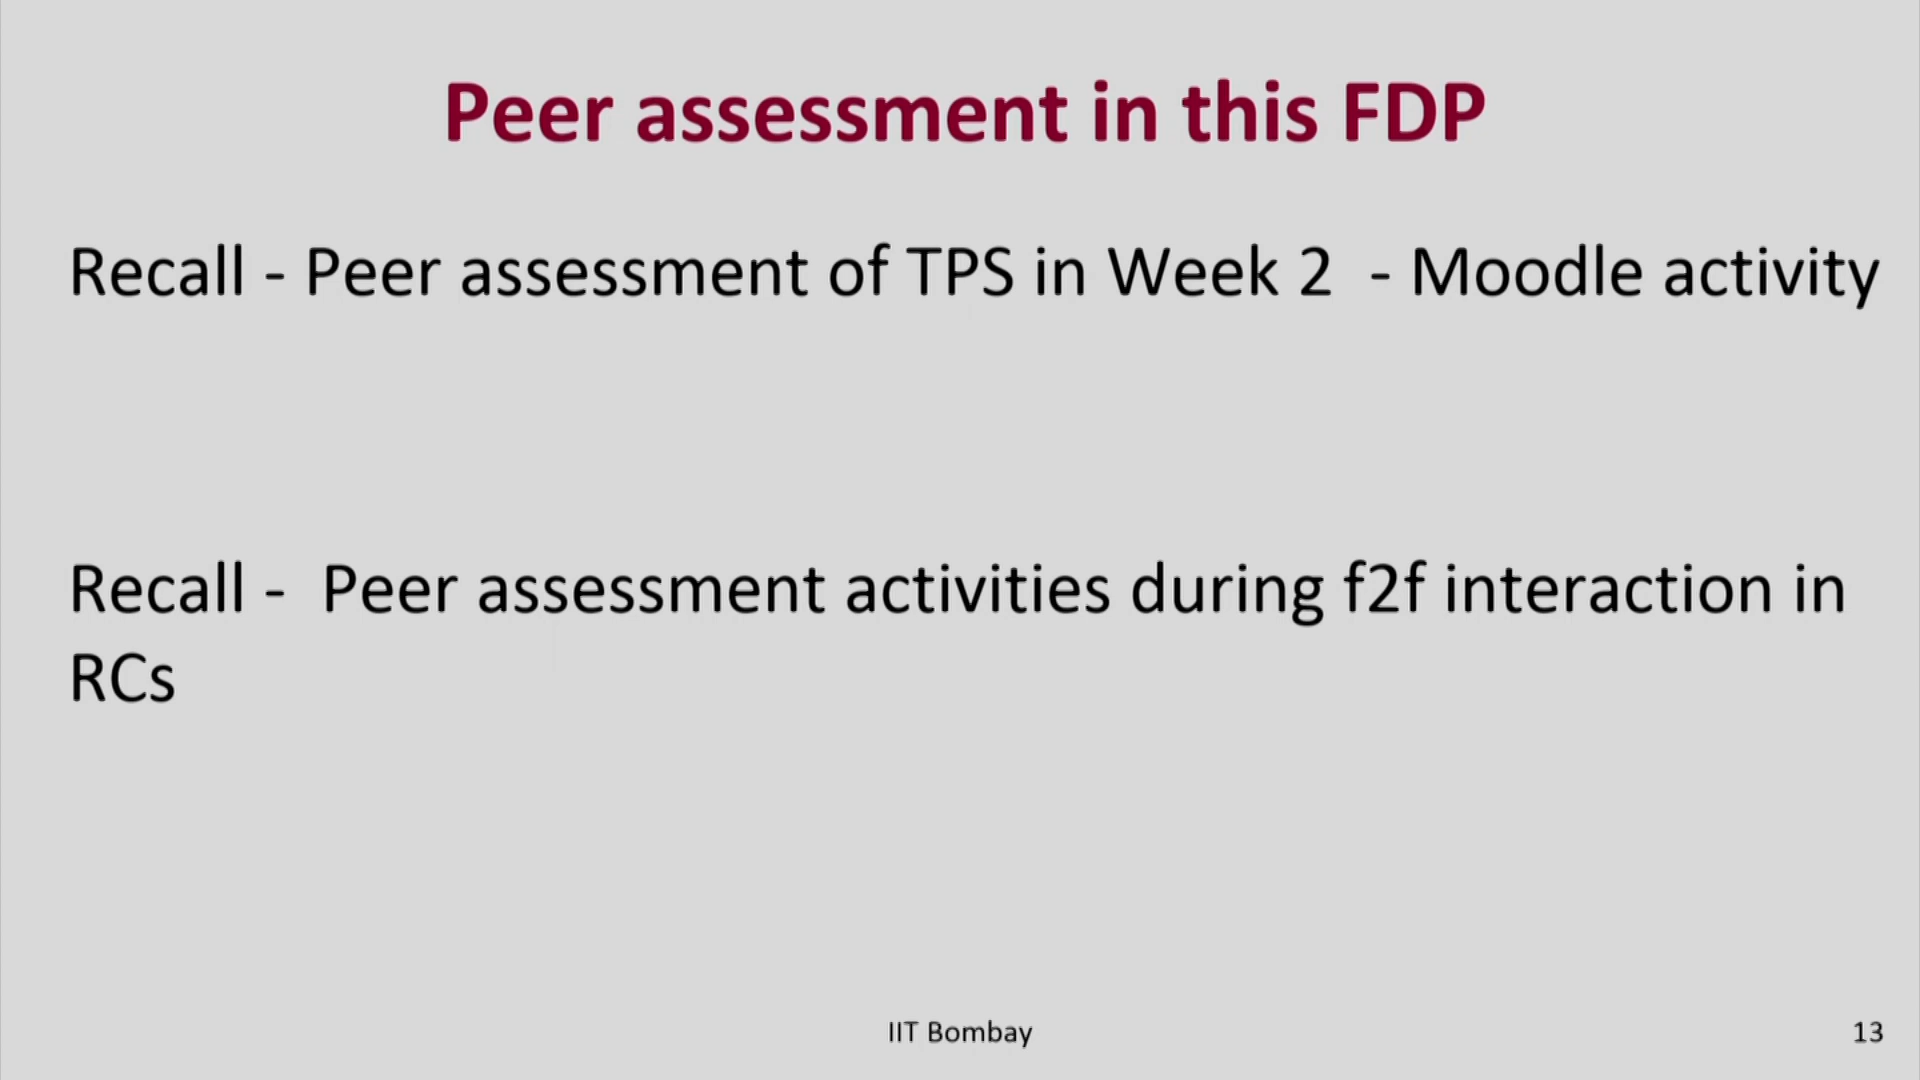 Peer assessment in this FDP
Recall - Peer assessment of TPS in Week 2  - Moodle activity
Recall -  Peer assessment activities during f2f interaction in
RCs
IIT Bombay
13